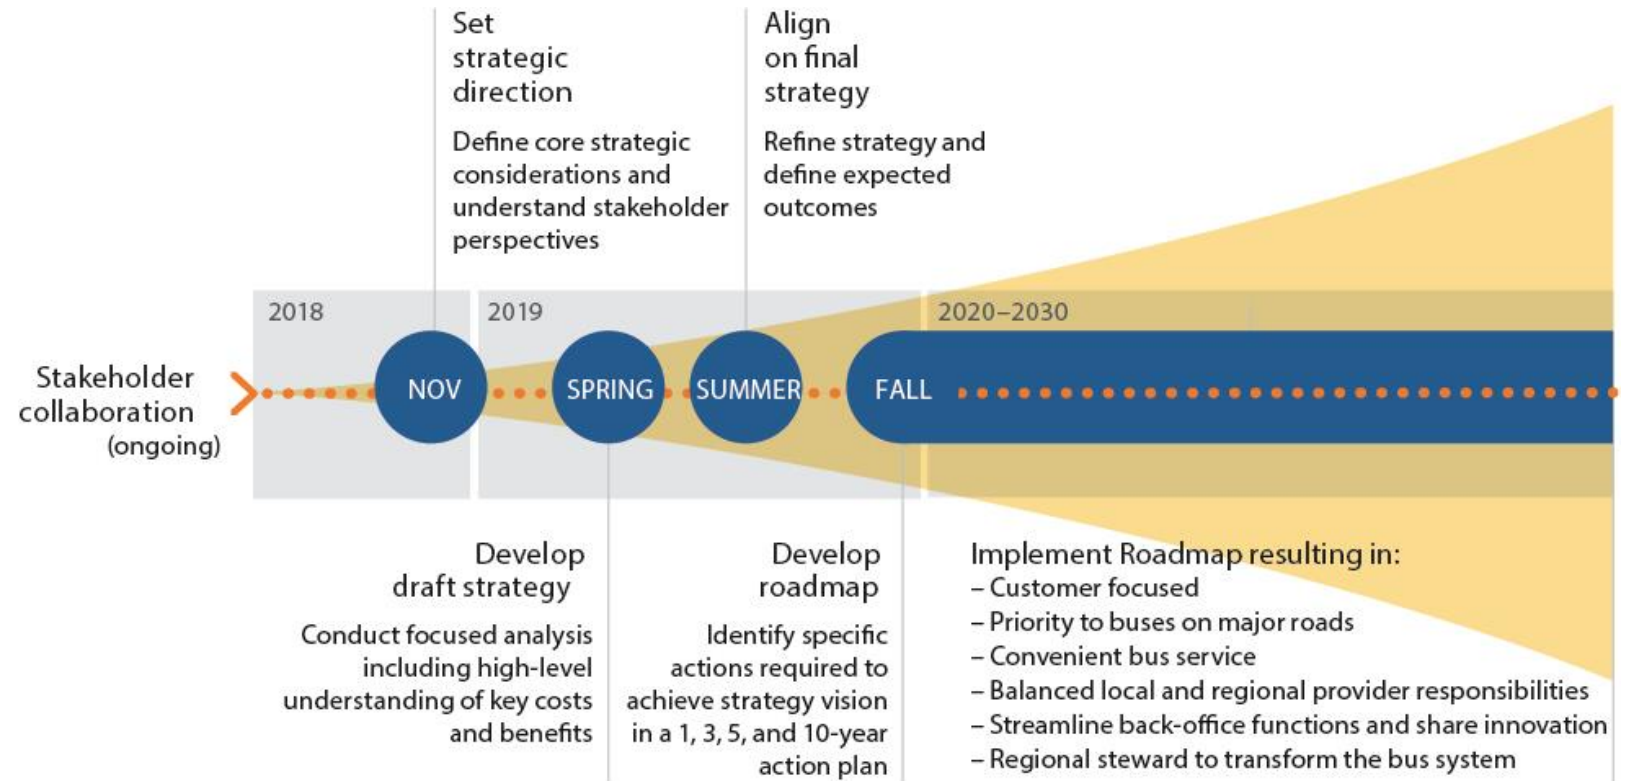 Set
strategic
direction
Define core strategic
considerations and
understand stakeholder
perspectives
Align
on final
strategy
Refine strategy and
define expected
outcomes
2018
2019
2020–2030
Stakeholder
collaboration
(ongoing)
NOV
SPRING
SUMMER
FALL
Develop
draft strategy
Conduct focused analysis
including high-level
understanding of key costs
and benefits
Develop
roadmap
Identify specific
actions required to
achieve strategy vision
in a 1, 3, 5, and 10-year
action plan
Implement Roadmap resulting in:
– Customer focused
– Priority to buses on major roads
– Convenient bus service
– Balanced local and regional provider responsibilities
– Streamline back-office functions and share innovation
– Regional steward to transform the bus system